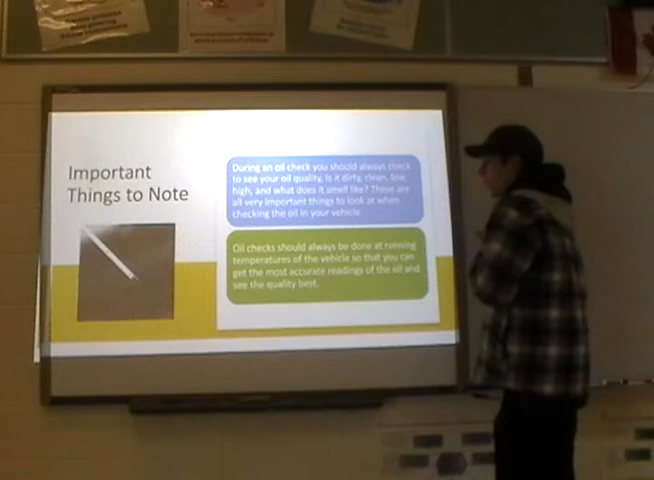 Important
Things to Note
During an oil check you should always check
to see your oil quality, Is it dirty, clean, low,
high, and what does it smell like? These are
all very important things to look at when
checking the oil in your vehicle
Oil checks should always be done at running
temperatures of the vehicle so that you can
get the most accurate readings of the oil and
see the quality best.